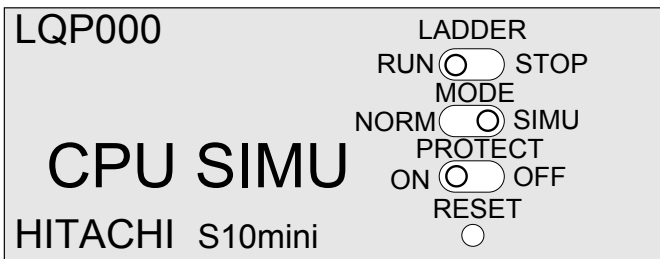 LQP000
LADDER
RUN STOP
MODE
NORM SIMU
PROTECT
CPU SIMU
ON OFF
RESET
HITACHI S10mini